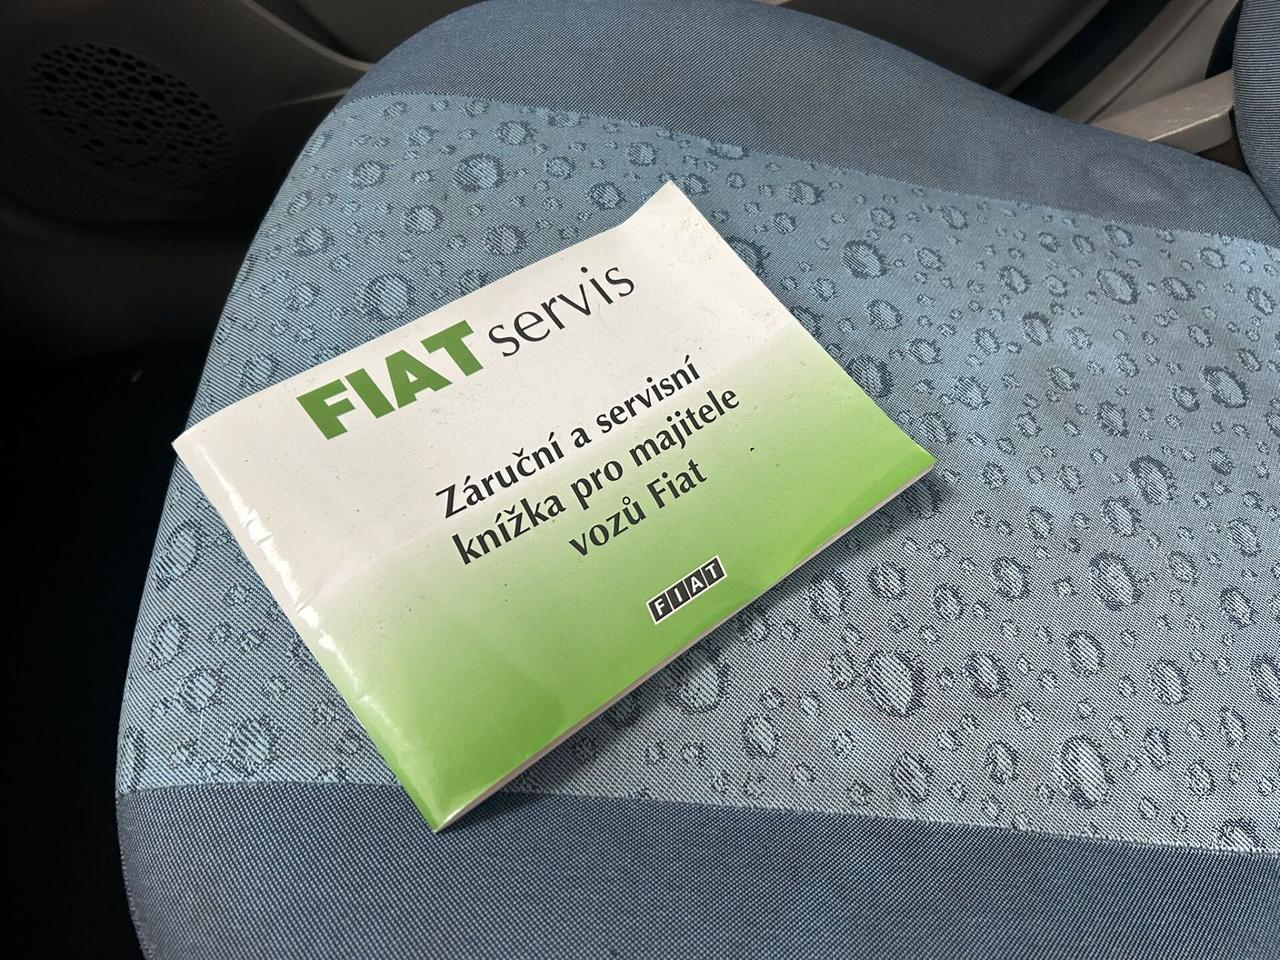 FIAT servis
Záruční a servisní
knížka pro majitele
vozů Fiat
FIAT